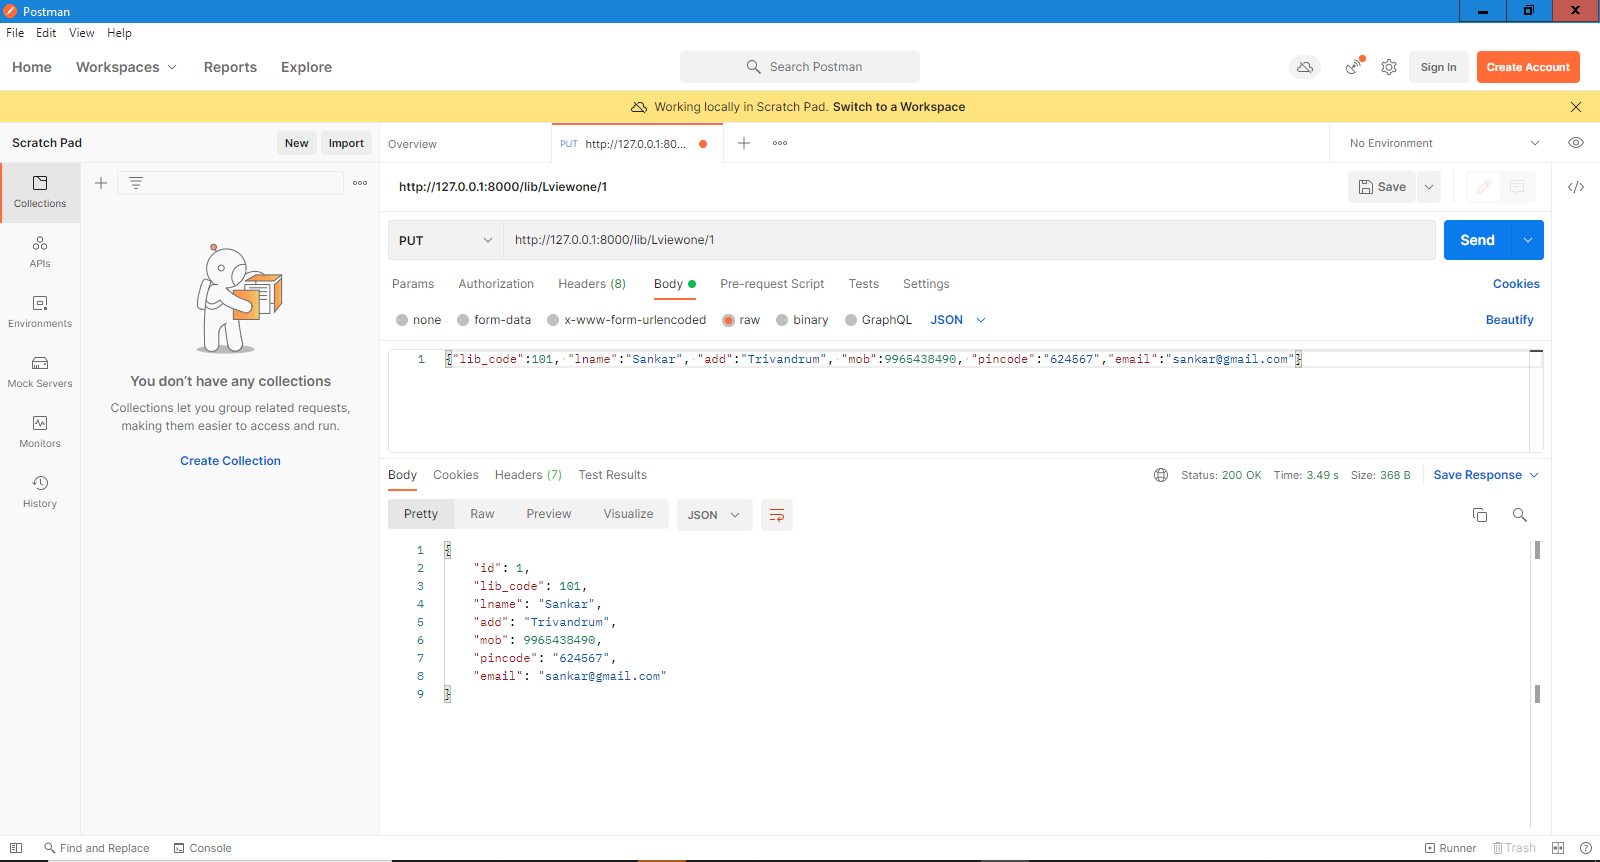 Postman
File Edit View Help
Home Workspaces Reports Explore Search Postman Sign In Create Account
Working locally in Scratch Pad. Switch to a Workspace
Scratch Pad New Import Overview PUT http://127.0.0.1:80... No Environment
http://127.0.0.1:8000/lib/Lviewone/1 Save
Collections
PUT http://127.0.0.1:8000/lib/Lviewone/1 Send
APIs
Params Authorization Headers (8) Body Pre-request Script Tests Settings Cookies
Environments
none form-data x-www-form-urlencoded raw binary GraphQL JSON Beautify
1 {"lib_code":101, "lname":"Sankar", "add":"Trivandrum", "mob":9965438490, "pincode":"624567","email":"sankar@gmail.com"}
Mock Servers
You don't have any collections
Collections let you group related requests,
making them easier to access and run.
Monitors
Create Collection
Body Cookies Headers (7) Test Results Status: 200 OK Time: 3.49 s Size: 368 B Save Response
History
Pretty Raw Preview Visualize JSON
1 {
2 "id": 1,
3 "lib_code": 101,
4 "lname": "Sankar",
5 "add": "Trivandrum",
6 "mob": 9965438490,
7 "pincode": "624567",
8 "email": "sankar@gmail.com"
9 }
Find and Replace Console Runner Trash